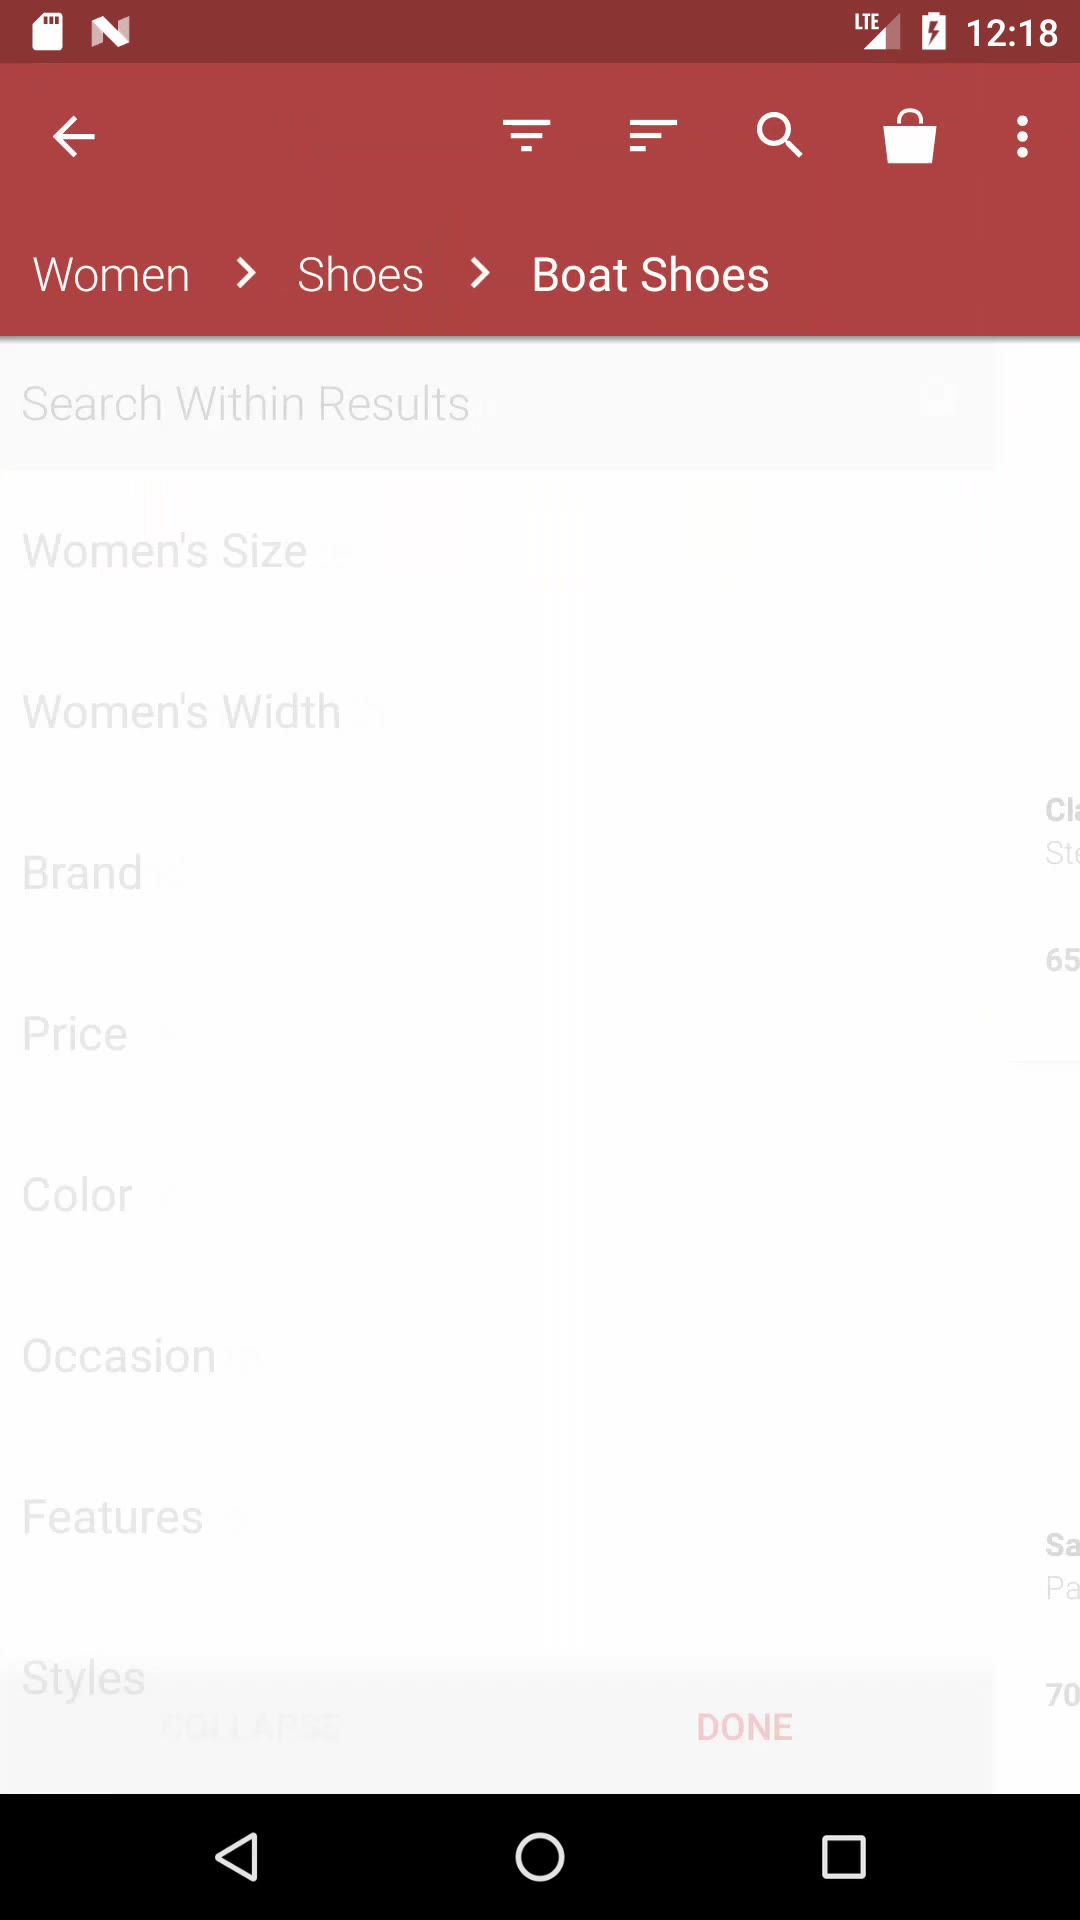 LTE 12:18
Women > Shoes > Boat Shoes
Search Within Results
Women's Size
Women's Width
Brand
Price
Color
Occasion
Features
Styles
COLLAPSE DONE
Cla
Ste
65
Sa
Pa
70